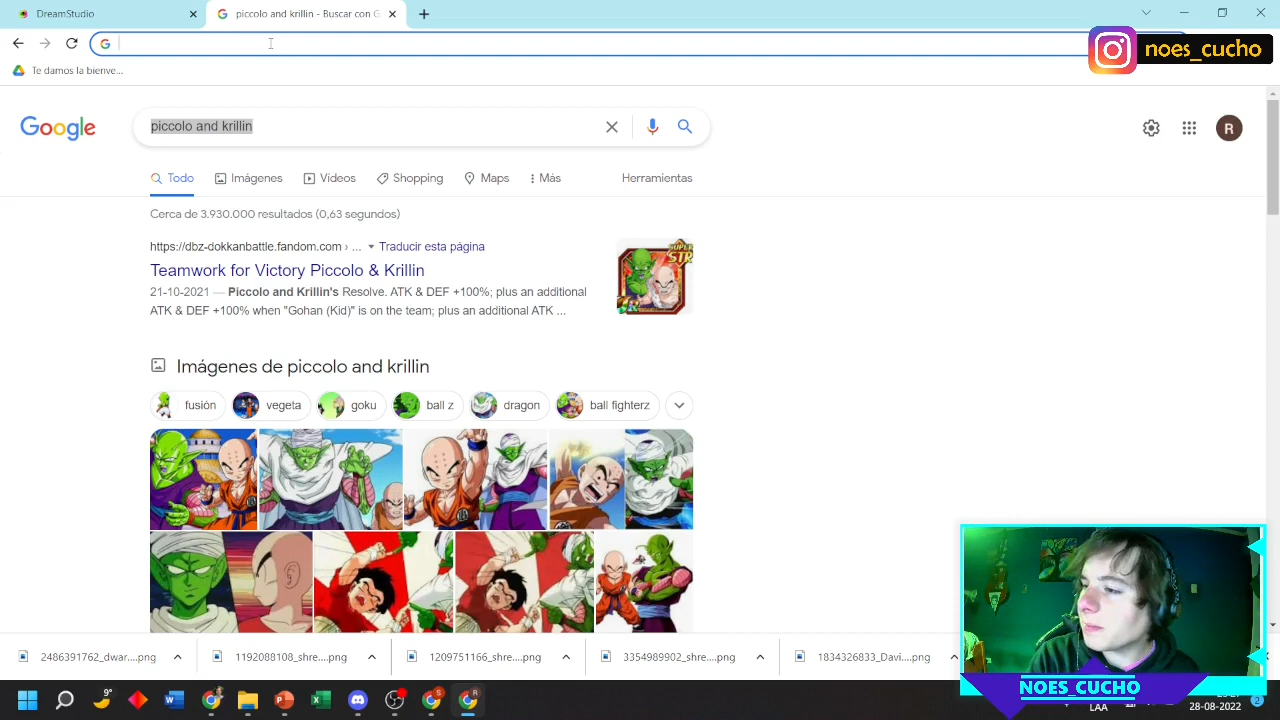 DreamStudio
piccolo and krillin - Buscar con G
noes_cucho
Te damos la bienve...
Google
piccolo and krillin
R
Todo
Imágenes
Vídeos
Shopping
Maps
Más
Herramientas
Cerca de 3.930.000 resultados (0,63 segundos)
https://dbz-dokkanbattle.fandom.com › ... Traducir esta página
Teamwork for Victory Piccolo & Krillin
21-10-2021 — Piccolo and Krillin's Resolve. ATK & DEF +100%; plus an additional
ATK & DEF +100% when "Gohan (Kid)" is on the team; plus an additional ATK ...
SUPER
STR
Imágenes de piccolo and krillin
fusión
vegeta
goku
ball z
dragon
ball fighterz
2486391762_dwar....png
1192088108_shre....png
1209751166_shre....png
3354989902_shre....png
1834326833_Davi....png
NOES_CUCHO
9°
LAA
28-08-2022
2